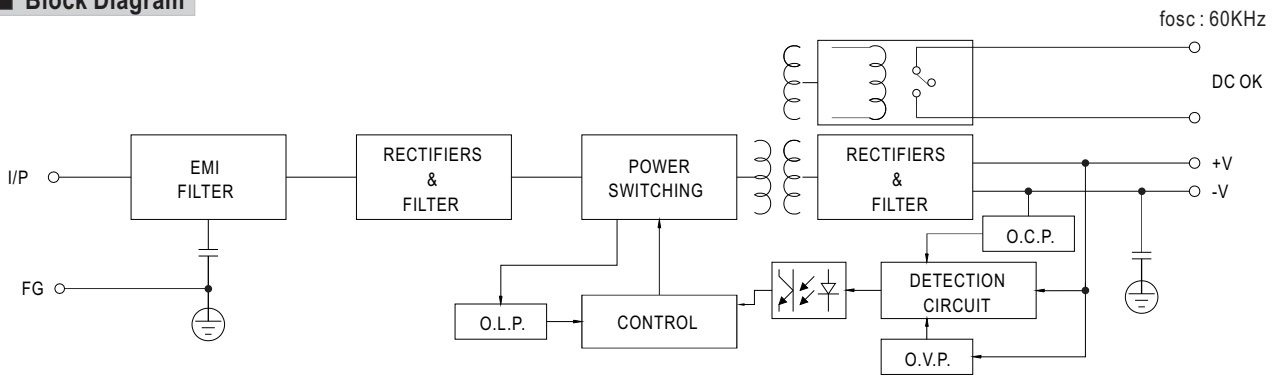 ■ Block Diagram
fosc : 60KHz
DC OK
I/P
EMI
FILTER
RECTIFIERS
&
FILTER
POWER
SWITCHING
RECTIFIERS
&
FILTER
+V
-V
O.C.P.
FG
O.L.P.
CONTROL
DETECTION
CIRCUIT
O.V.P.